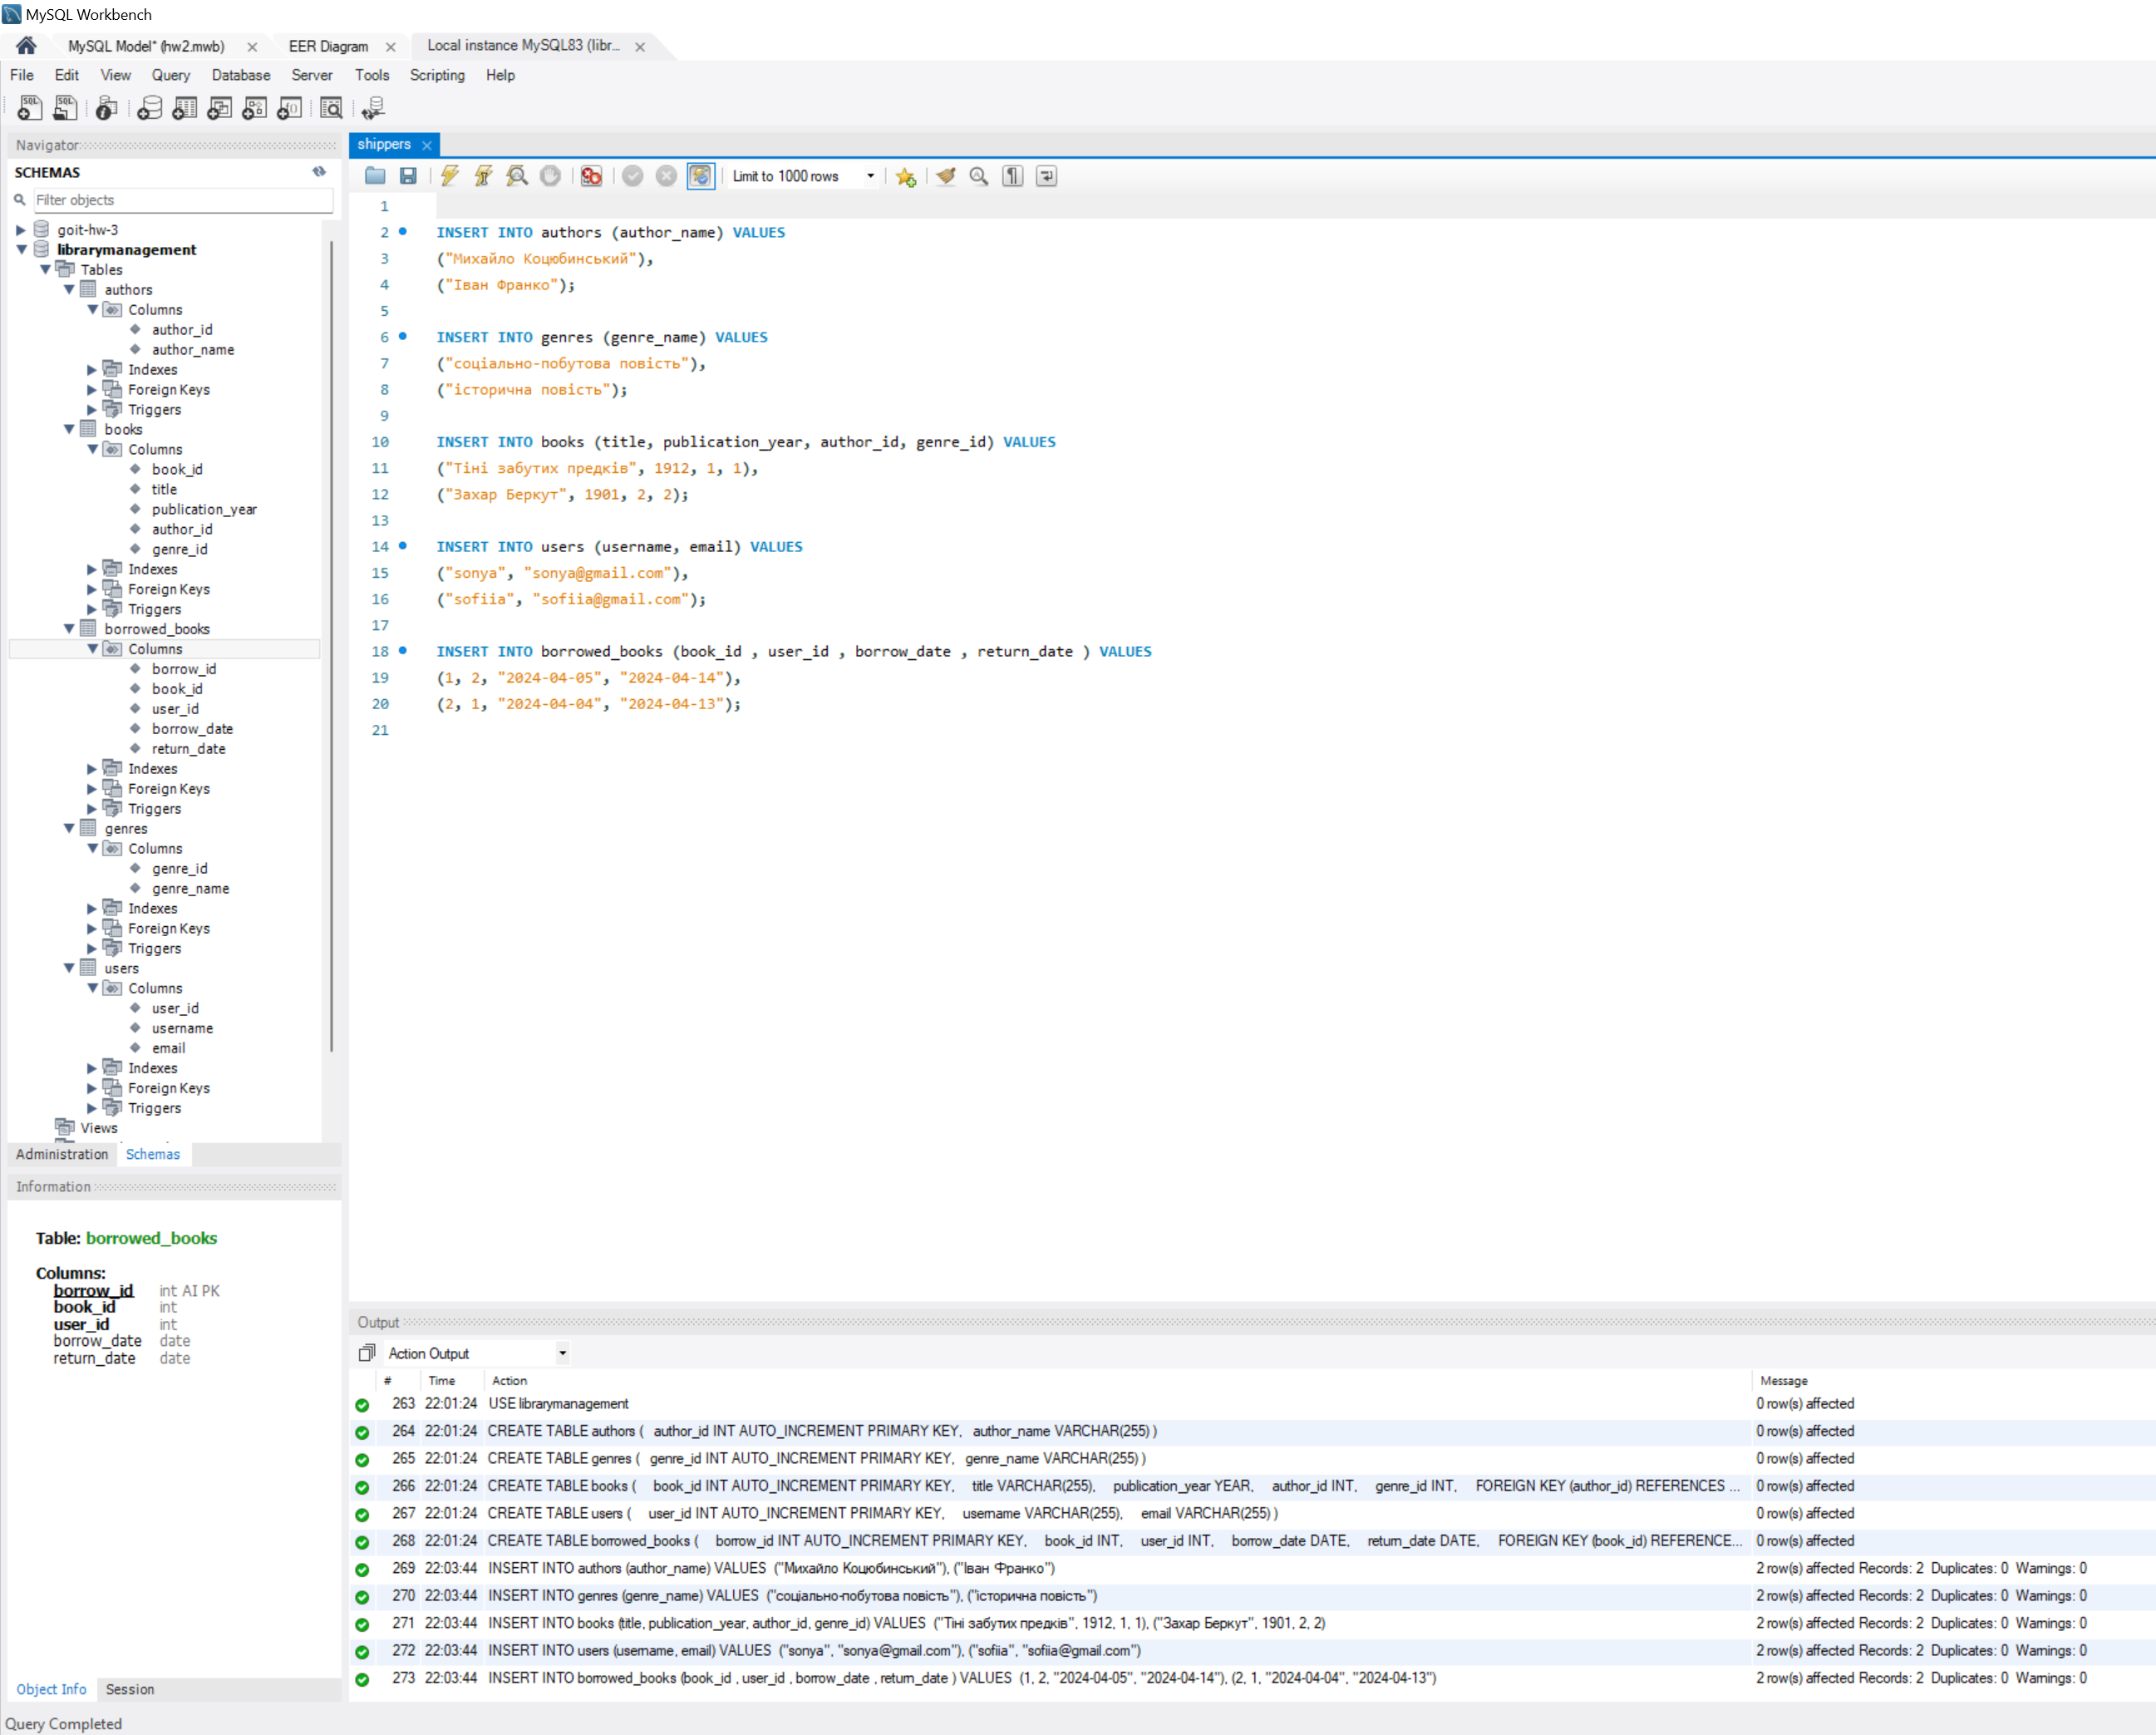 MySQL Workbench
MySQL Model* (hw2.mwb)
EER Diagram
Local instance MySQL83 (libr...
File Edit View Query Database Server Tools Scripting Help
Navigator
SCHEMAS
Filter objects
goit-hw-3
librarymanagement
Tables
authors
Columns
author_id
author_name
Indexes
Foreign Keys
Triggers
books
Columns
book_id
title
publication_year
author_id
genre_id
Indexes
Foreign Keys
Triggers
borrowed_books
Columns
borrow_id
book_id
user_id
borrow_date
return_date
Indexes
Foreign Keys
Triggers
genres
Columns
genre_id
genre_name
Indexes
Foreign Keys
Triggers
users
Columns
user_id
username
email
Indexes
Foreign Keys
Triggers
Views
Administration Schemas
Information
Table: borrowed_books
Columns:
borrow_id int AI PK
book_id int
user_id int
borrow_date date
return_date date
Object Info Session
Query Completed
shippers
Limit to 1000 rows
1
2 INSERT INTO authors (author_name) VALUES
3 ("Михайло Коцюбинський"),
4 ("Іван Франко");
5
6 INSERT INTO genres (genre_name) VALUES
7 ("соціально-побутова повість"),
8 ("історична повість");
9
10 INSERT INTO books (title, publication_year, author_id, genre_id) VALUES
11 ("Тіні забутих предків", 1912, 1, 1),
12 ("Захар Беркут", 1901, 2, 2);
13
14 INSERT INTO users (username, email) VALUES
15 ("sonya", "sonya@gmail.com"),
16 ("sofiia", "sofiia@gmail.com");
17
18 INSERT INTO borrowed_books (book_id , user_id , borrow_date , return_date ) VALUES
19 (1, 2, "2024-04-05", "2024-04-14"),
20 (2, 1, "2024-04-04", "2024-04-13");
21
Output
Action Output
# Time Action Message
263 22:01:24 USE librarymanagement 0 row(s) affected
264 22:01:24 CREATE TABLE authors ( author_id INT AUTO_INCREMENT PRIMARY KEY, author_name VARCHAR(255) ) 0 row(s) affected
265 22:01:24 CREATE TABLE genres ( genre_id INT AUTO_INCREMENT PRIMARY KEY, genre_name VARCHAR(255) ) 0 row(s) affected
266 22:01:24 CREATE TABLE books ( book_id INT AUTO_INCREMENT PRIMARY KEY, title VARCHAR(255), publication_year YEAR, author_id INT, genre_id INT, FOREIGN KEY (author_id) REFERENCES ... 0 row(s) affected
267 22:01:24 CREATE TABLE users ( user_id INT AUTO_INCREMENT PRIMARY KEY, username VARCHAR(255), email VARCHAR(255) ) 0 row(s) affected
268 22:01:24 CREATE TABLE borrowed_books ( borrow_id INT AUTO_INCREMENT PRIMARY KEY, book_id INT, user_id INT, borrow_date DATE, return_date DATE, FOREIGN KEY (book_id) REFERENCE... 0 row(s) affected
269 22:03:44 INSERT INTO authors (author_name) VALUES ("Михайло Коцюбинський"), ("Іван Франко") 2 row(s) affected Records: 2 Duplicates: 0 Warnings: 0
270 22:03:44 INSERT INTO genres (genre_name) VALUES ("соціально-побутова повість"), ("історична повість") 2 row(s) affected Records: 2 Duplicates: 0 Warnings: 0
271 22:03:44 INSERT INTO books (title, publication_year, author_id, genre_id) VALUES ("Тіні забутих предків", 1912, 1, 1), ("Захар Беркут", 1901, 2, 2) 2 row(s) affected Records: 2 Duplicates: 0 Warnings: 0
272 22:03:44 INSERT INTO users (username, email) VALUES ("sonya", "sonya@gmail.com"), ("sofiia", "sofiia@gmail.com") 2 row(s) affected Records: 2 Duplicates: 0 Warnings: 0
273 22:03:44 INSERT INTO borrowed_books (book_id , user_id , borrow_date , return_date ) VALUES (1, 2, "2024-04-05", "2024-04-14"), (2, 1, "2024-04-04", "2024-04-13") 2 row(s) affected Records: 2 Duplicates: 0 Warnings: 0